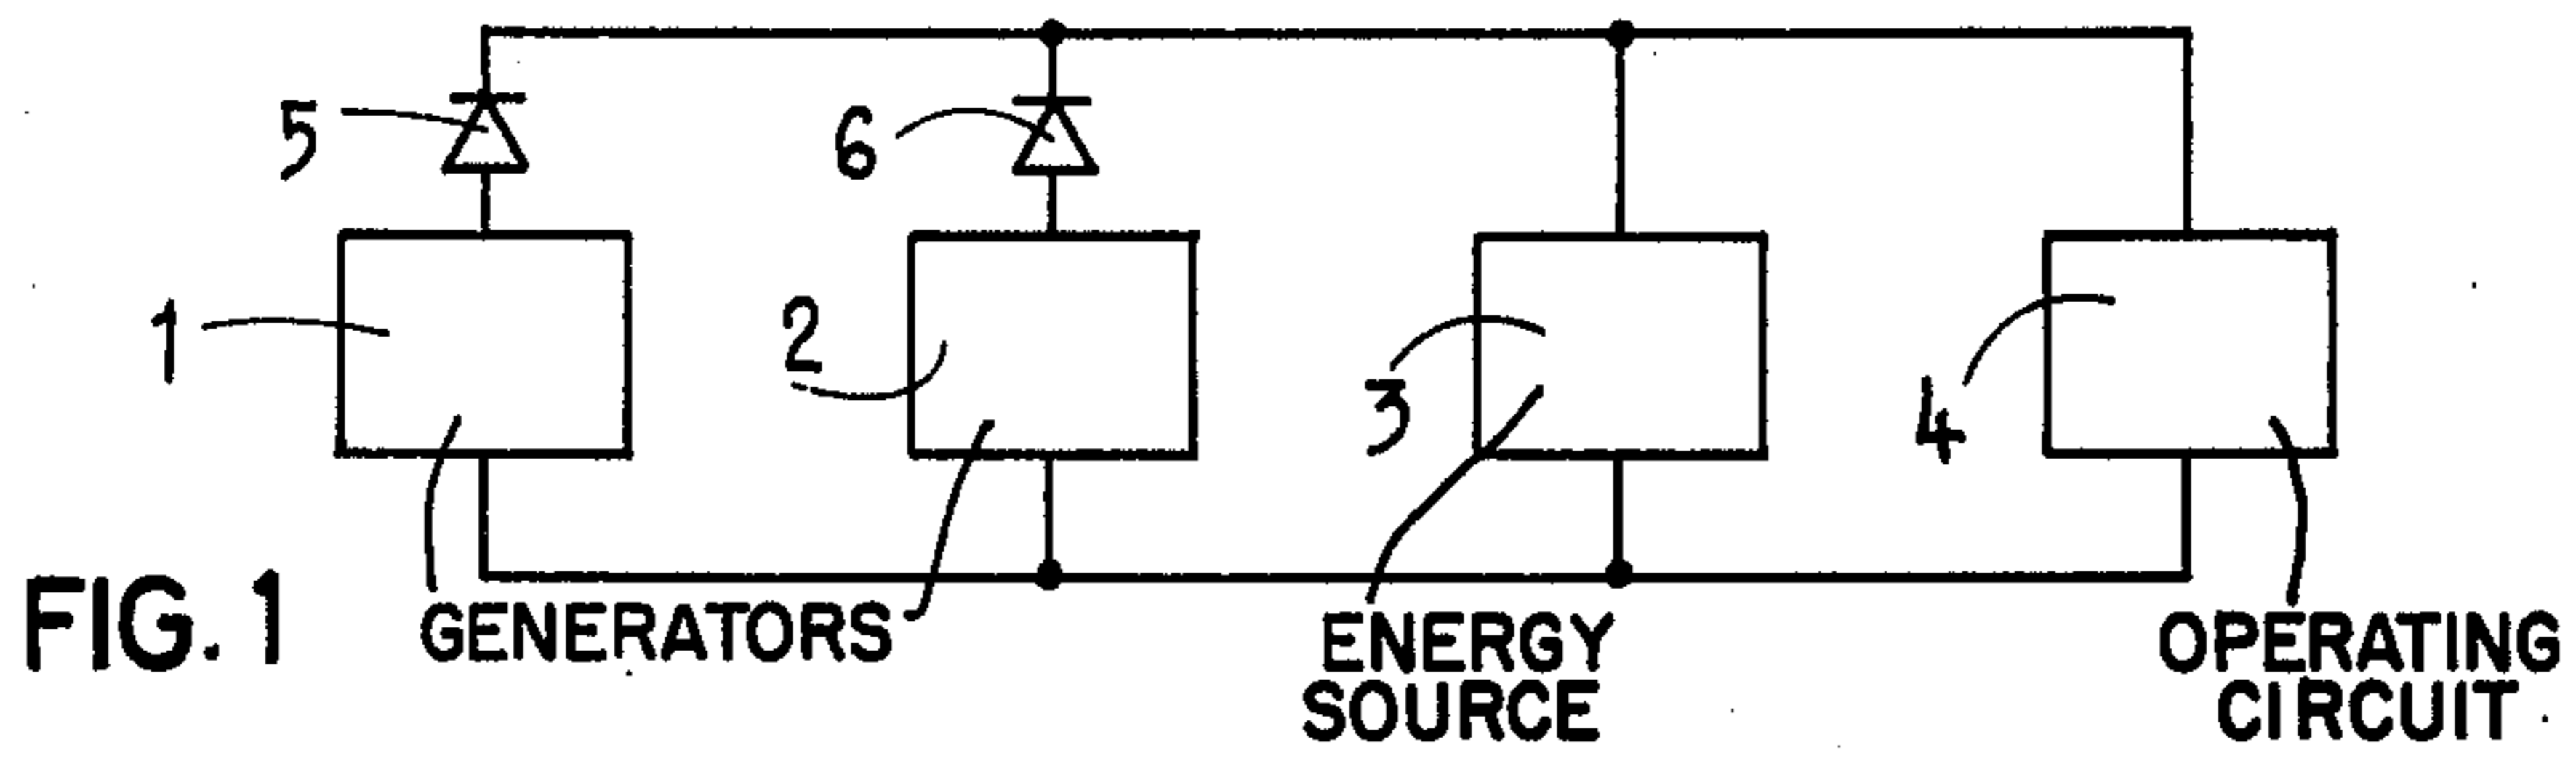 5
6
1
2
3
4
FIG. 1
GENERATORS
ENERGY
SOURCE
OPERATING
CIRCUIT